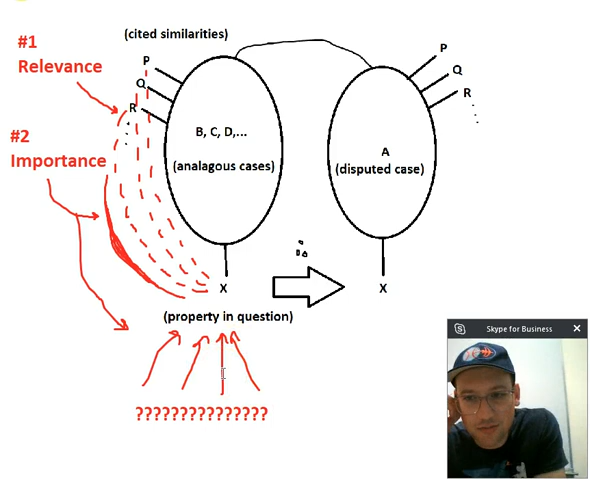 (cited similarities)
#1
Relevance
P
Q
R
#2
Importance
B, C, D,...
(analagous cases)
X
(property in question)
???????????????
P
Q
R
A
(disputed case)
X
Skype for Business